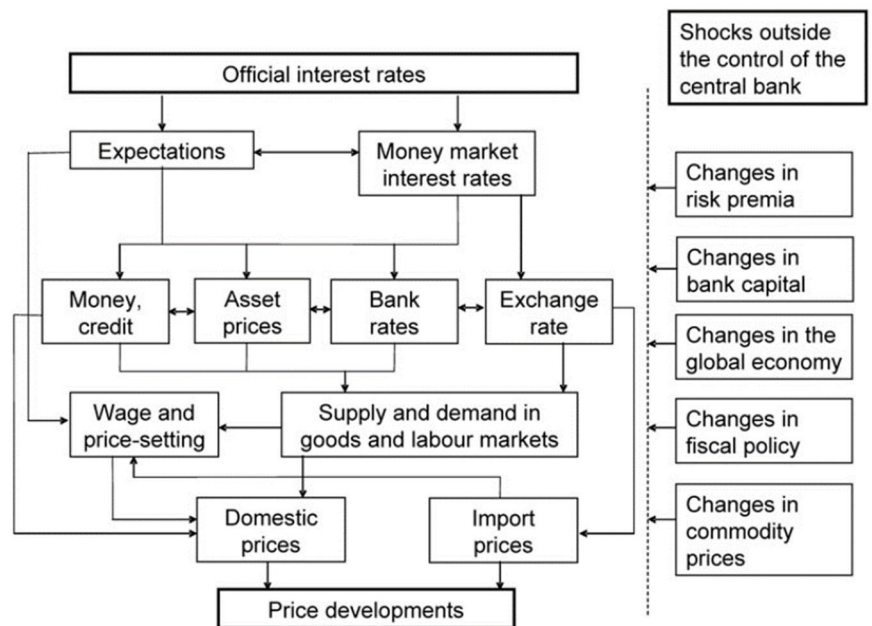 Official interest rates
Shocks outside
the control of the
central bank
Expectations
Money market
interest rates
Changes in
risk premia
Money,
credit
Asset
prices
Bank
rates
Exchange
rate
Changes in
bank capital
Changes in the
global economy
Wage and
price-setting
Supply and demand in
goods and labour markets
Changes in
fiscal policy
Domestic
prices
Import
prices
Changes in
commodity
prices
Price developments